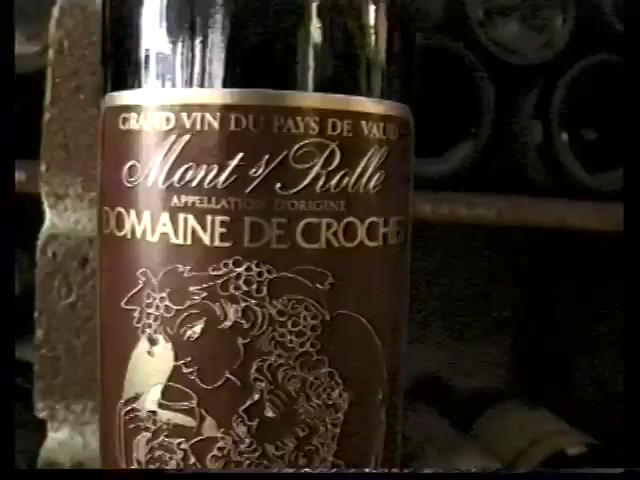 GRAND VIN DU PAYS DE VAUD
Mont s/ Rolle
APPELLATION D'ORIGINE
DOMAINE DE CROCHET